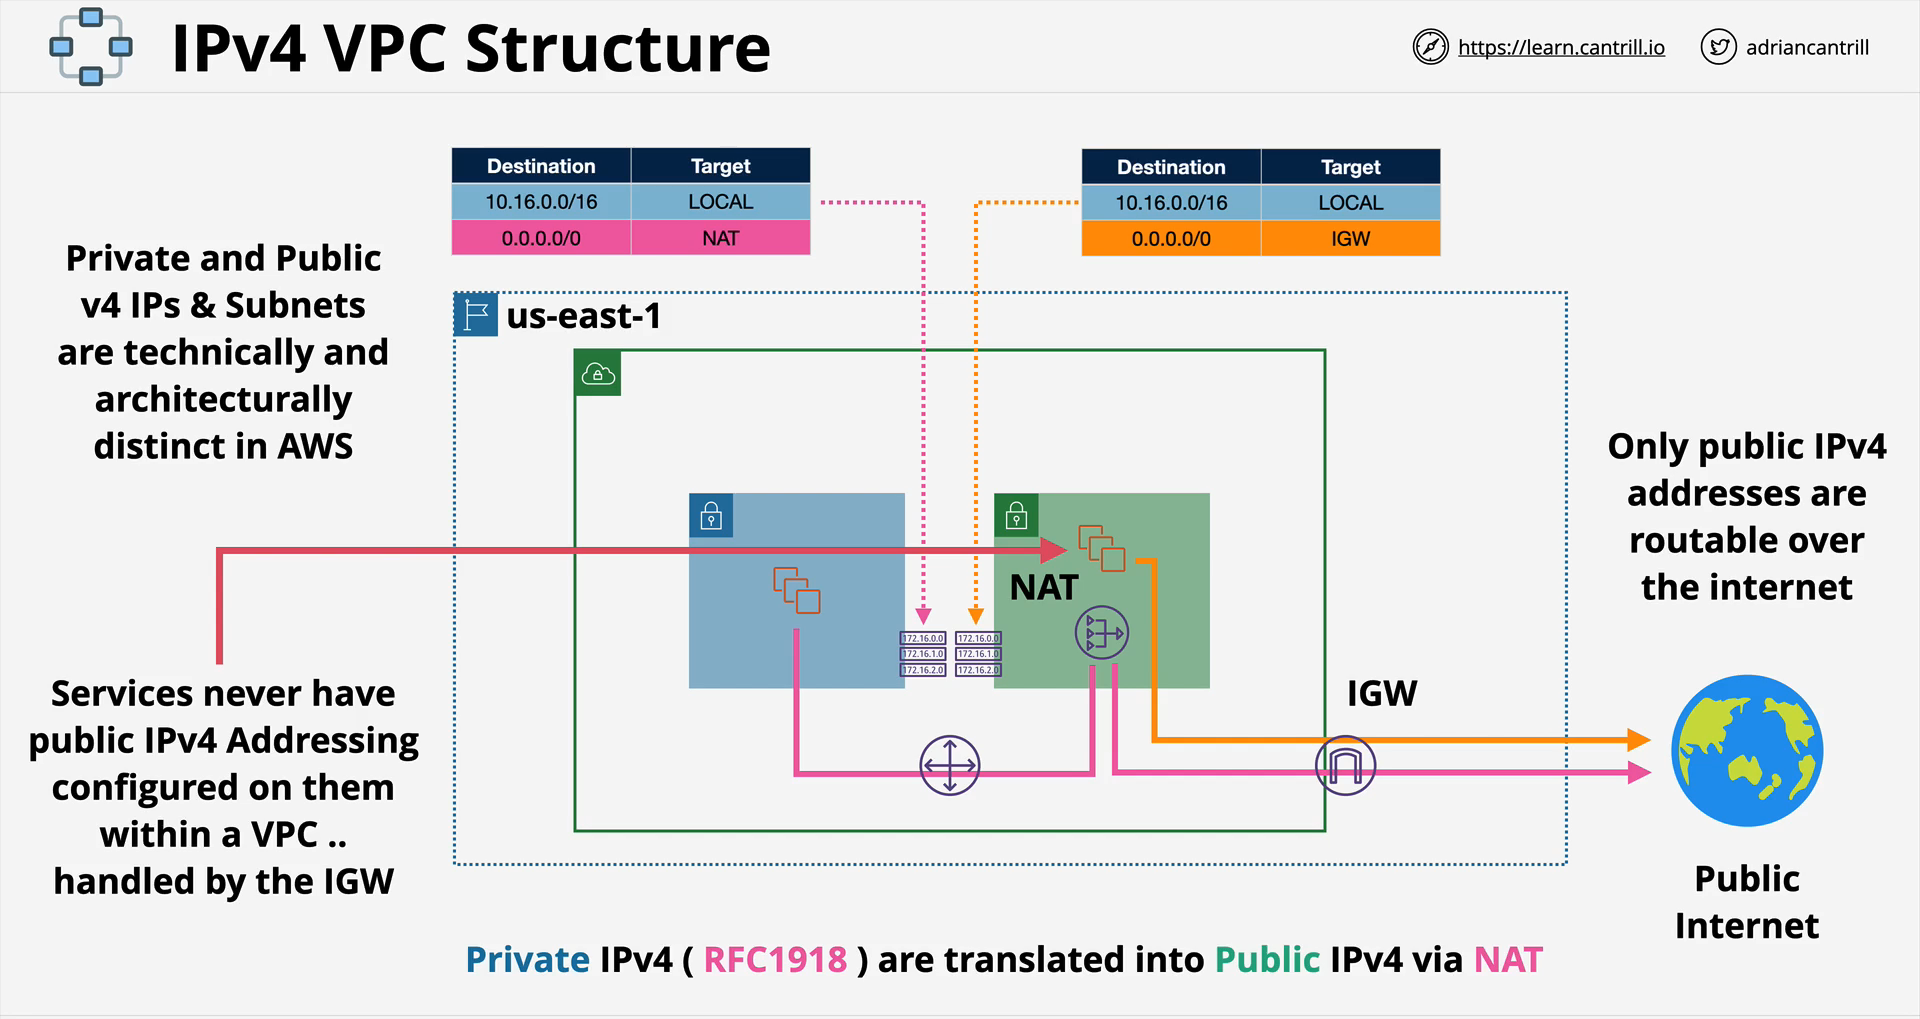 IPv4 VPC Structure
https://learn.cantrill.io
adriancantrill
Destination Target
10.16.0.0/16 LOCAL
0.0.0.0/0 NAT
Destination Target
10.16.0.0/16 LOCAL
0.0.0.0/0 IGW
Private and Public
v4 IPs & Subnets
are technically and
architecturally
distinct in AWS
us-east-1
Only public IPv4
addresses are
routable over
the internet
NAT
172.16.0.0
172.16.1.0
172.16.2.0
172.16.0.0
172.16.1.0
172.16.2.0
Services never have
public IPv4 Addressing
configured on them
within a VPC ..
handled by the IGW
IGW
Public
Internet
Private IPv4 ( RFC1918 ) are translated into Public IPv4 via NAT